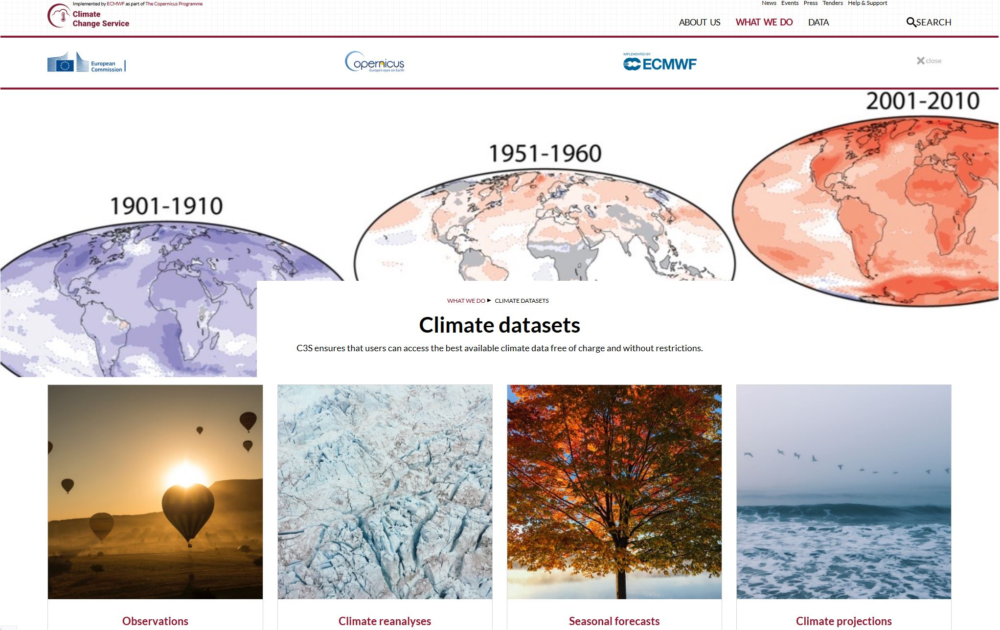 Implemented by ECMWF as part of The Copernicus Programme
Climate
Change Service
News Events Press Tenders Help & Support
ABOUT US WHAT WE DO DATA SEARCH
European
Commission
opernicus
Europe's eyes on Earth
IMPLEMENTED BY
ECMWF
close
2001-2010
1951-1960
1901-1910
WHAT WE DO ► CLIMATE DATASETS
Climate datasets
C3S ensures that users can access the best available climate data free of charge and without restrictions.
Observations
Climate reanalyses
Seasonal forecasts
Climate projections